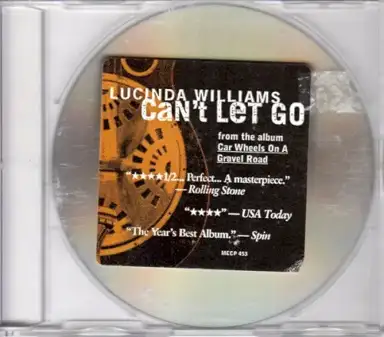 LUCINDA WILLIAMS
can't LeT GO
from the album
Car Wheels On A
Gravel Road
"★★★★1/2... Perfect... A masterpiece."
— Rolling Stone
"★★★★" — USA Today
"The Year's Best Album." — Spin
MECP 453